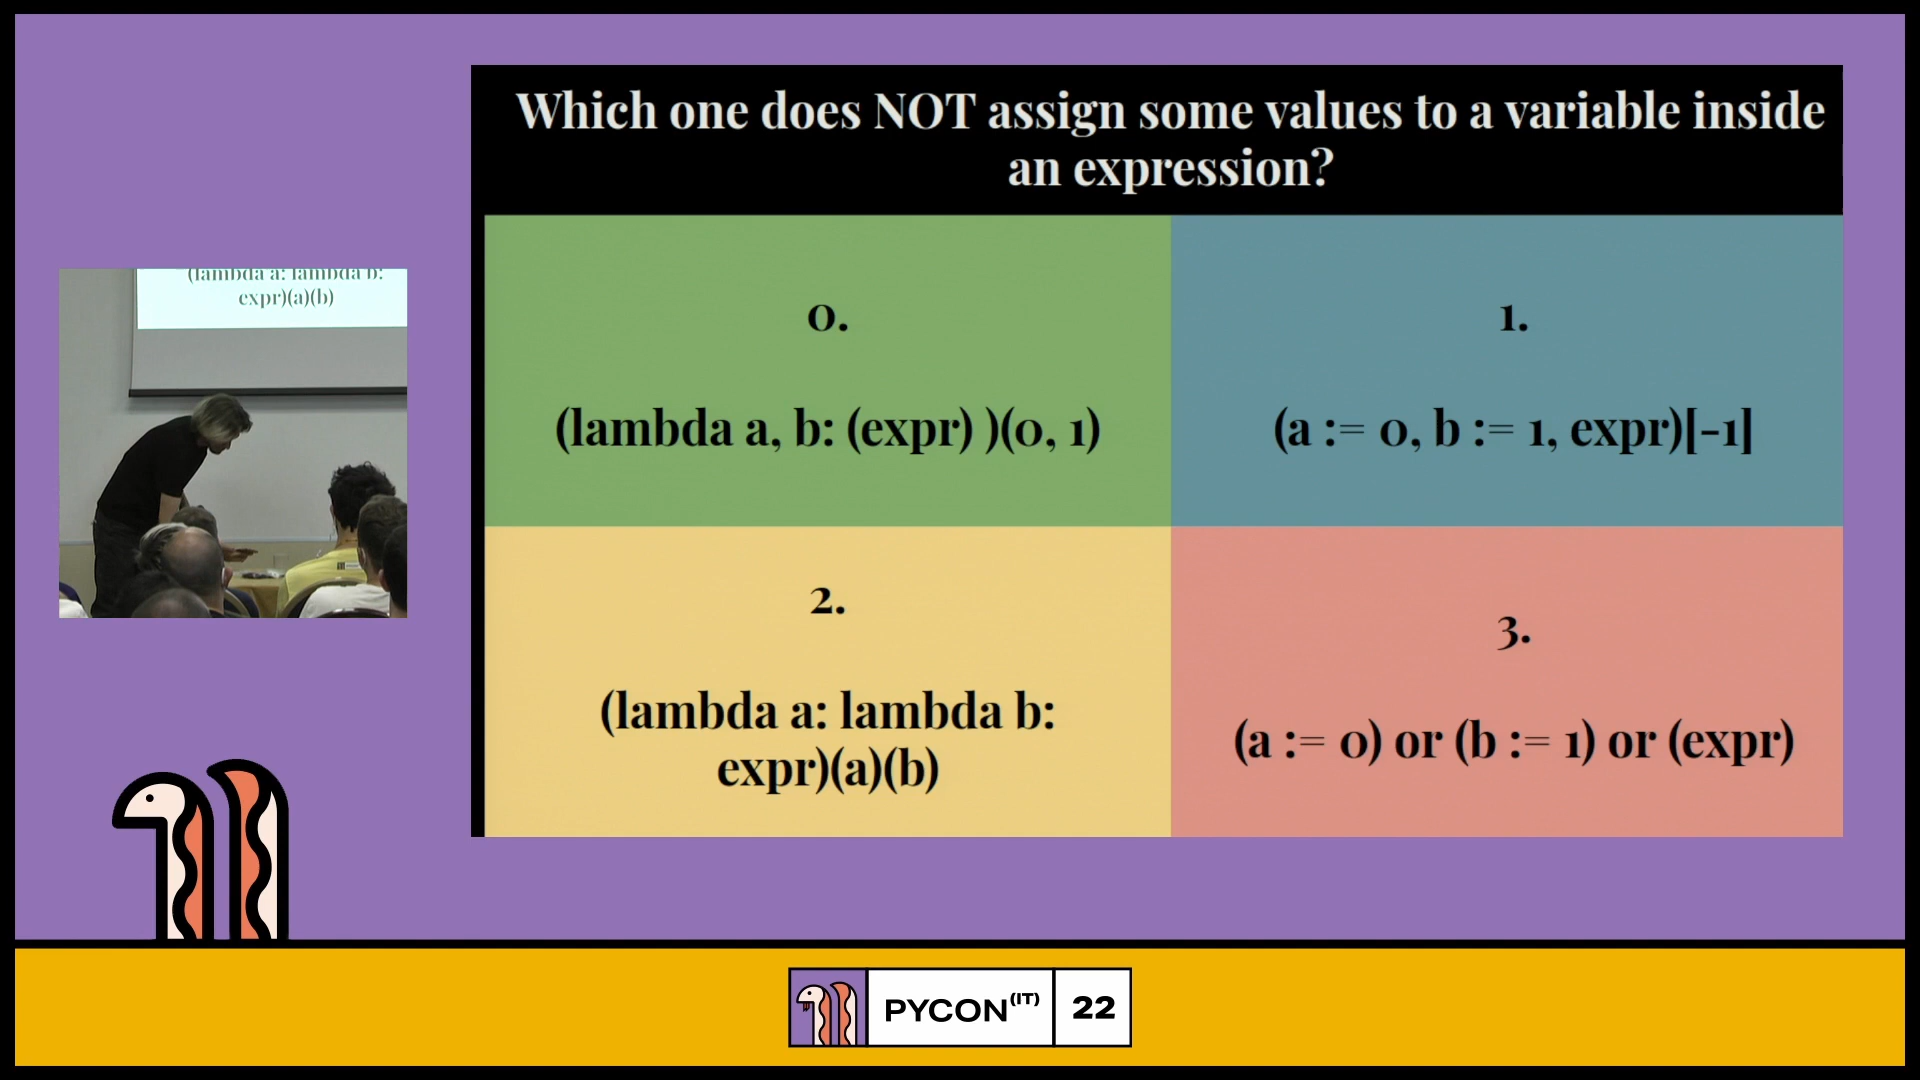 Which one does NOT assign some values to a variable inside
an expression?
0.
(lambda a, b: (expr) )(0, 1)
1.
(a := 0, b := 1, expr)[-1]
2.
(lambda a: lambda b:
expr)(a)(b)
3.
(a := 0) or (b := 1) or (expr)
(lambda a: lambda b:
expr)(a)(b)
PYCON(IT) 22